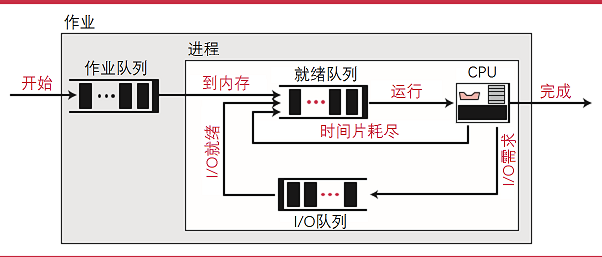 作业
进程
作业队列
就绪队列
CPU
开始
到内存
运行
完成
时间片耗尽
I/O就绪
I/O需求
I/O队列